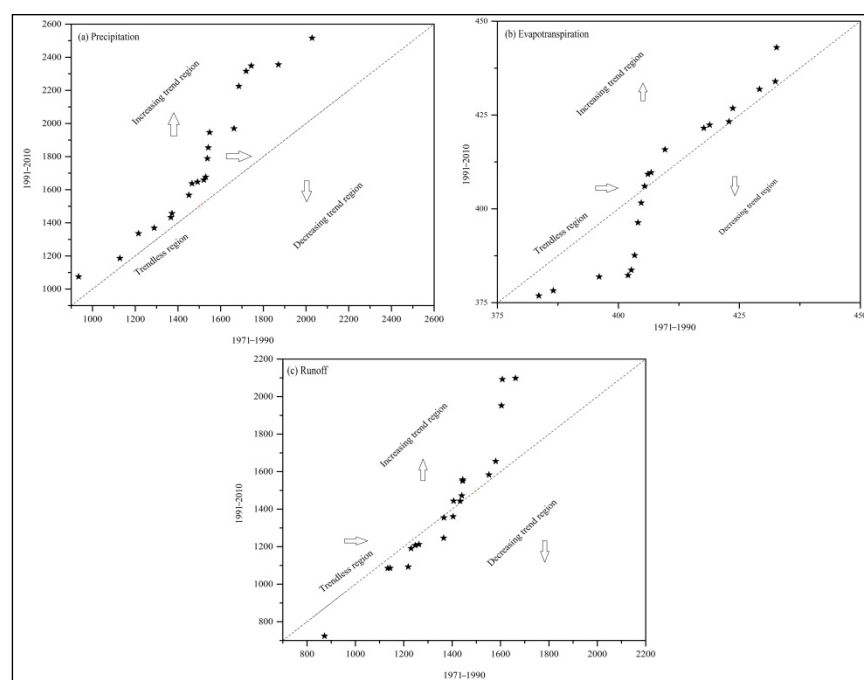 (a) Precipitation
2600
2400
2200
2000
1800
1600
1400
1200
1000
1991-2010
Increasing trend region
Decreasing trend region
Trendless region
1000 1200 1400 1600 1800 2000 2200 2400 2600
1971–1990
(b) Evapotranspiration
450
425
400
375
1991-2010
Increasing trend region
Decreasing trend region
Trendless region
375 400 425 450
1971–1990
(c) Runoff
2200
2000
1800
1600
1400
1200
1000
800
1991-2010
Increasing trend region
Decreasing trend region
Trendless region
800 1000 1200 1400 1600 1800 2000 2200
1971–1990